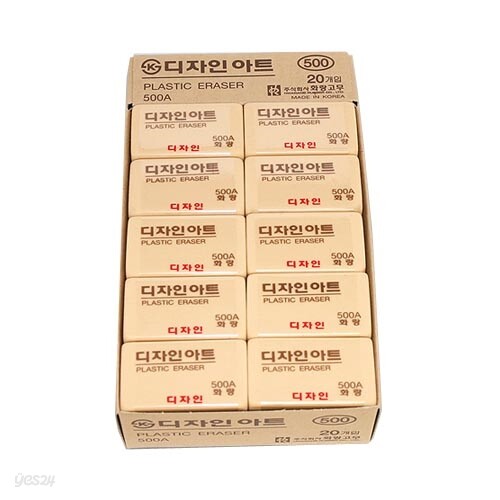 K 디자인아트 500
PLASTIC ERASER 20개입
500A 주식회사 화랑고무
MADE IN KOREA
디자인아트
PLASTIC ERASER
500A
화랑
디자인
디자인아트
PLASTIC ERASER
500A
화랑
디자인
디자인아트
PLASTIC ERASER
500A
화랑
디자인
디자인아트
PLASTIC ERASER
500A
화랑
디자인
디자인아트
PLASTIC ERASER
500A
화랑
디자인
디자인아트
PLASTIC ERASER
500A
화랑
디자인
디자인아트
PLASTIC ERASER
500A
화랑
디자인
디자인아트
PLASTIC ERASER
500A
화랑
디자인
디자인아트
PLASTIC ERASER
500A
화랑
디자인
디자인아트
PLASTIC ERASER
500A
화랑
디자인
K 디자인아트 500
PLASTIC ERASER 20개입
500A 주식회사 화랑고무
yes24